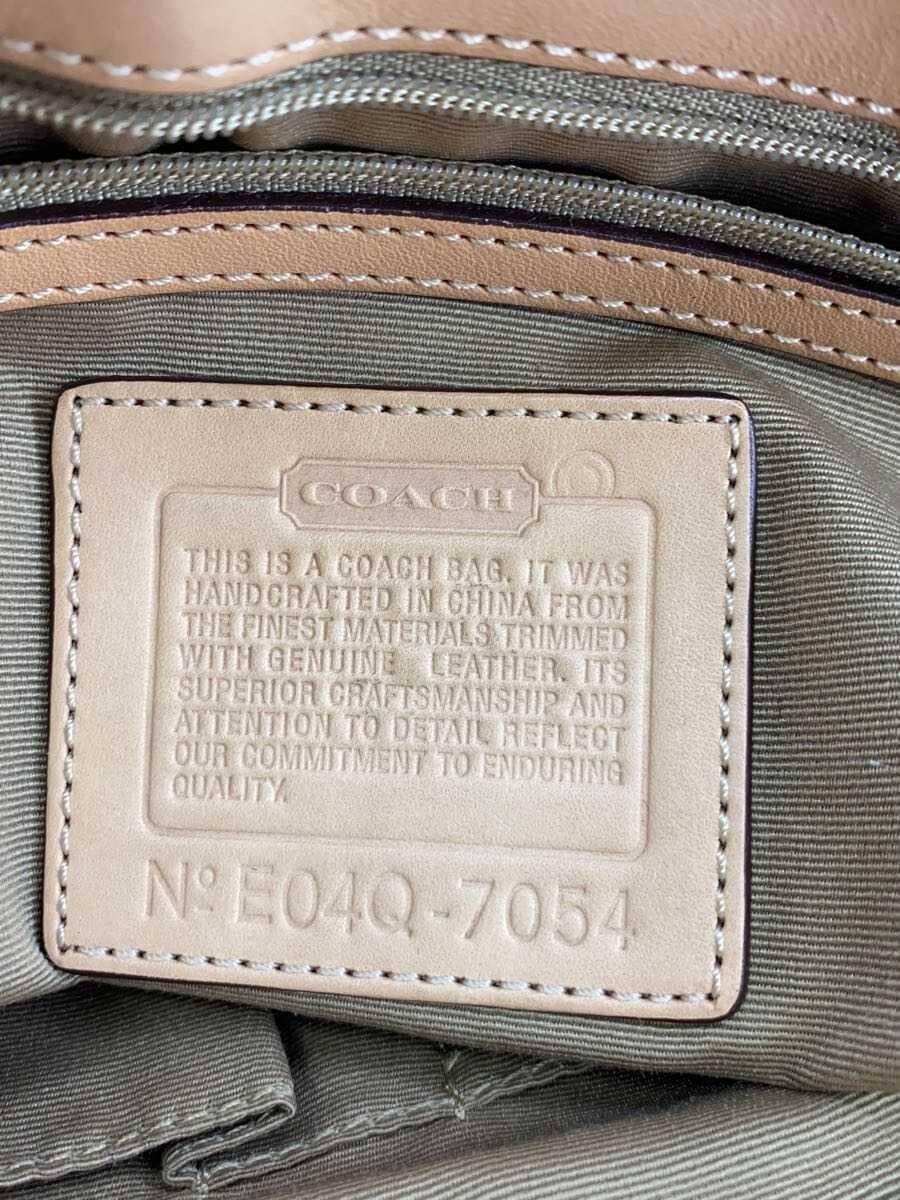 COACH
THIS IS A COACH BAG. IT WAS
HANDCRAFTED IN CHINA FROM
THE FINEST MATERIALS TRIMMED
WITH GENUINE LEATHER. ITS
SUPERIOR CRAFTSMANSHIP AND
ATTENTION TO DETAIL REFLECT
OUR COMMITMENT TO ENDURING
QUALITY.
Nº E04Q-7054